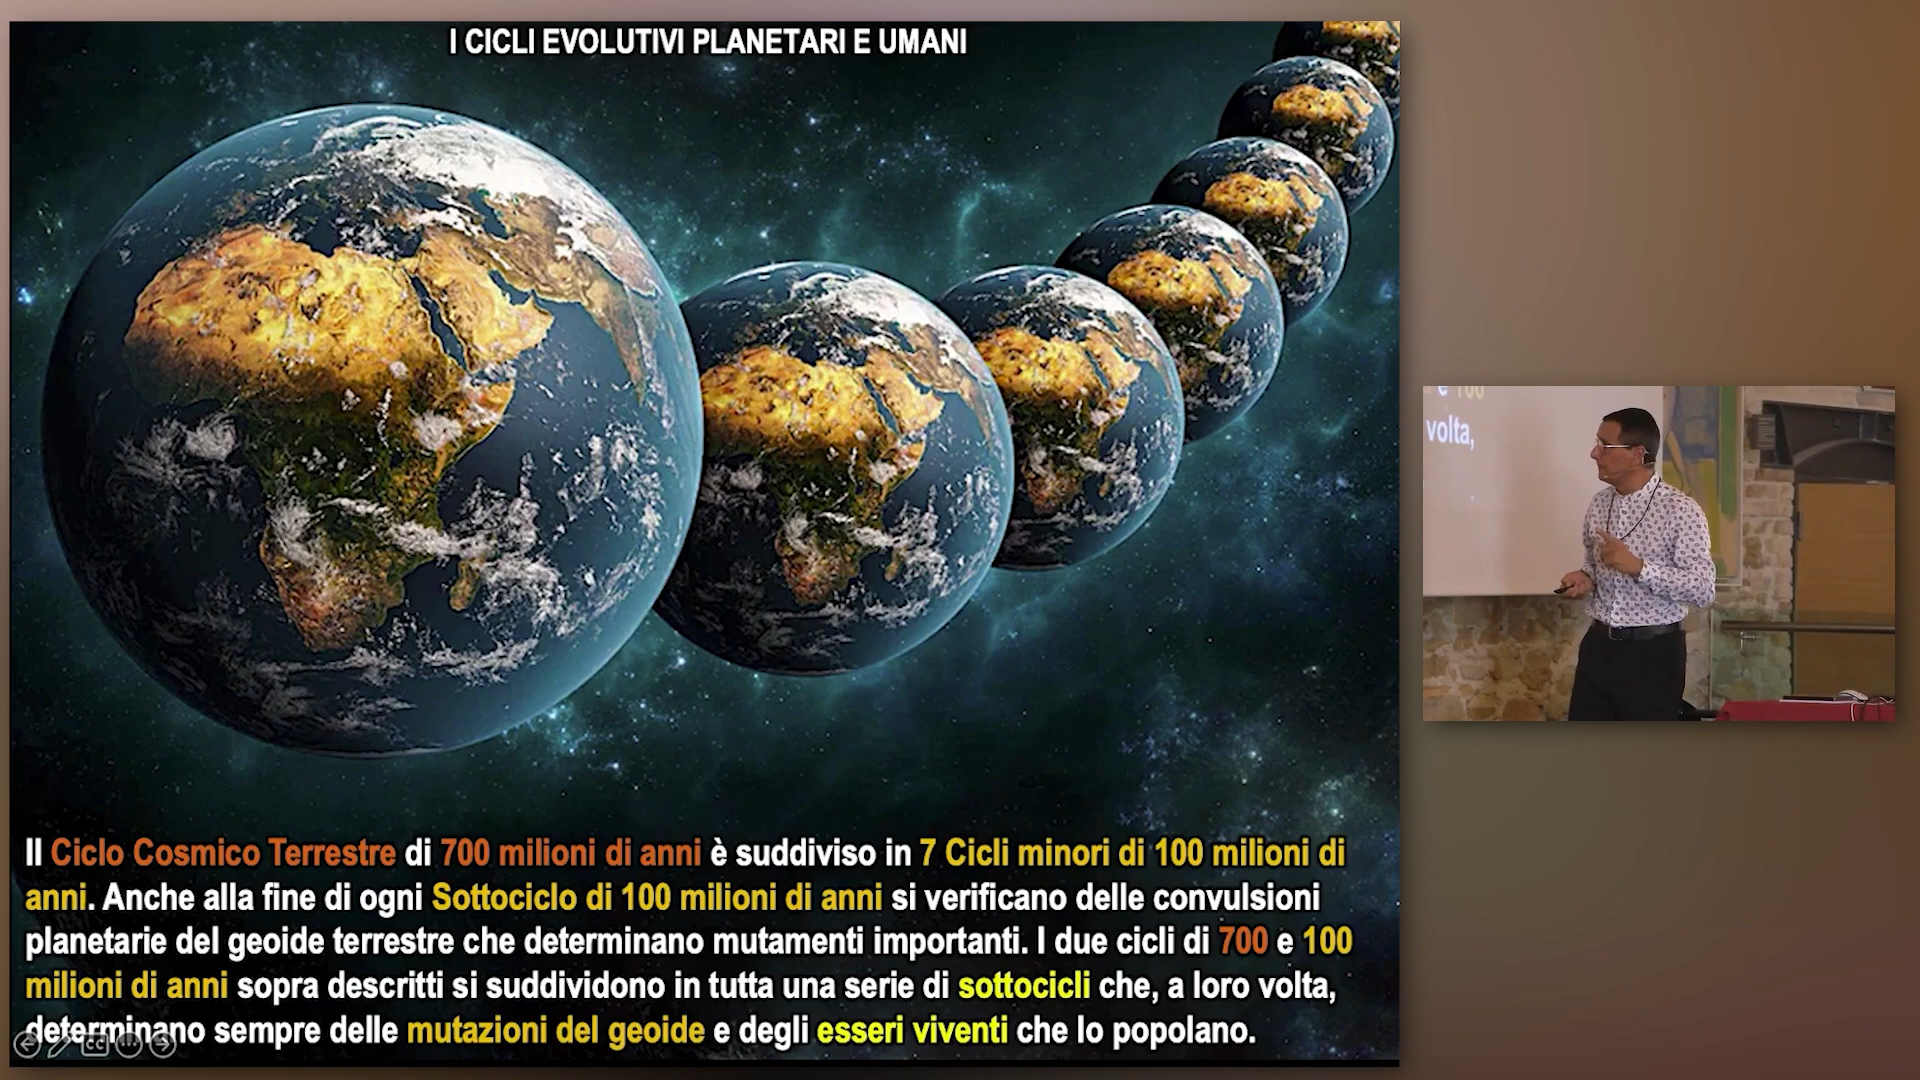 I CICLI EVOLUTIVI PLANETARI E UMANI
Il Ciclo Cosmico Terrestre di 700 milioni di anni è suddiviso in 7 Cicli minori di 100 milioni di
anni. Anche alla fine di ogni Sottociclo di 100 milioni di anni si verificano delle convulsioni
planetarie del geoide terrestre che determinano mutamenti importanti. I due cicli di 700 e 100
milioni di anni sopra descritti si suddividono in tutta una serie di sottocicli che, a loro volta,
determinano sempre delle mutazioni del geoide e degli esseri viventi che lo popolano.
CC
e 100
volta,